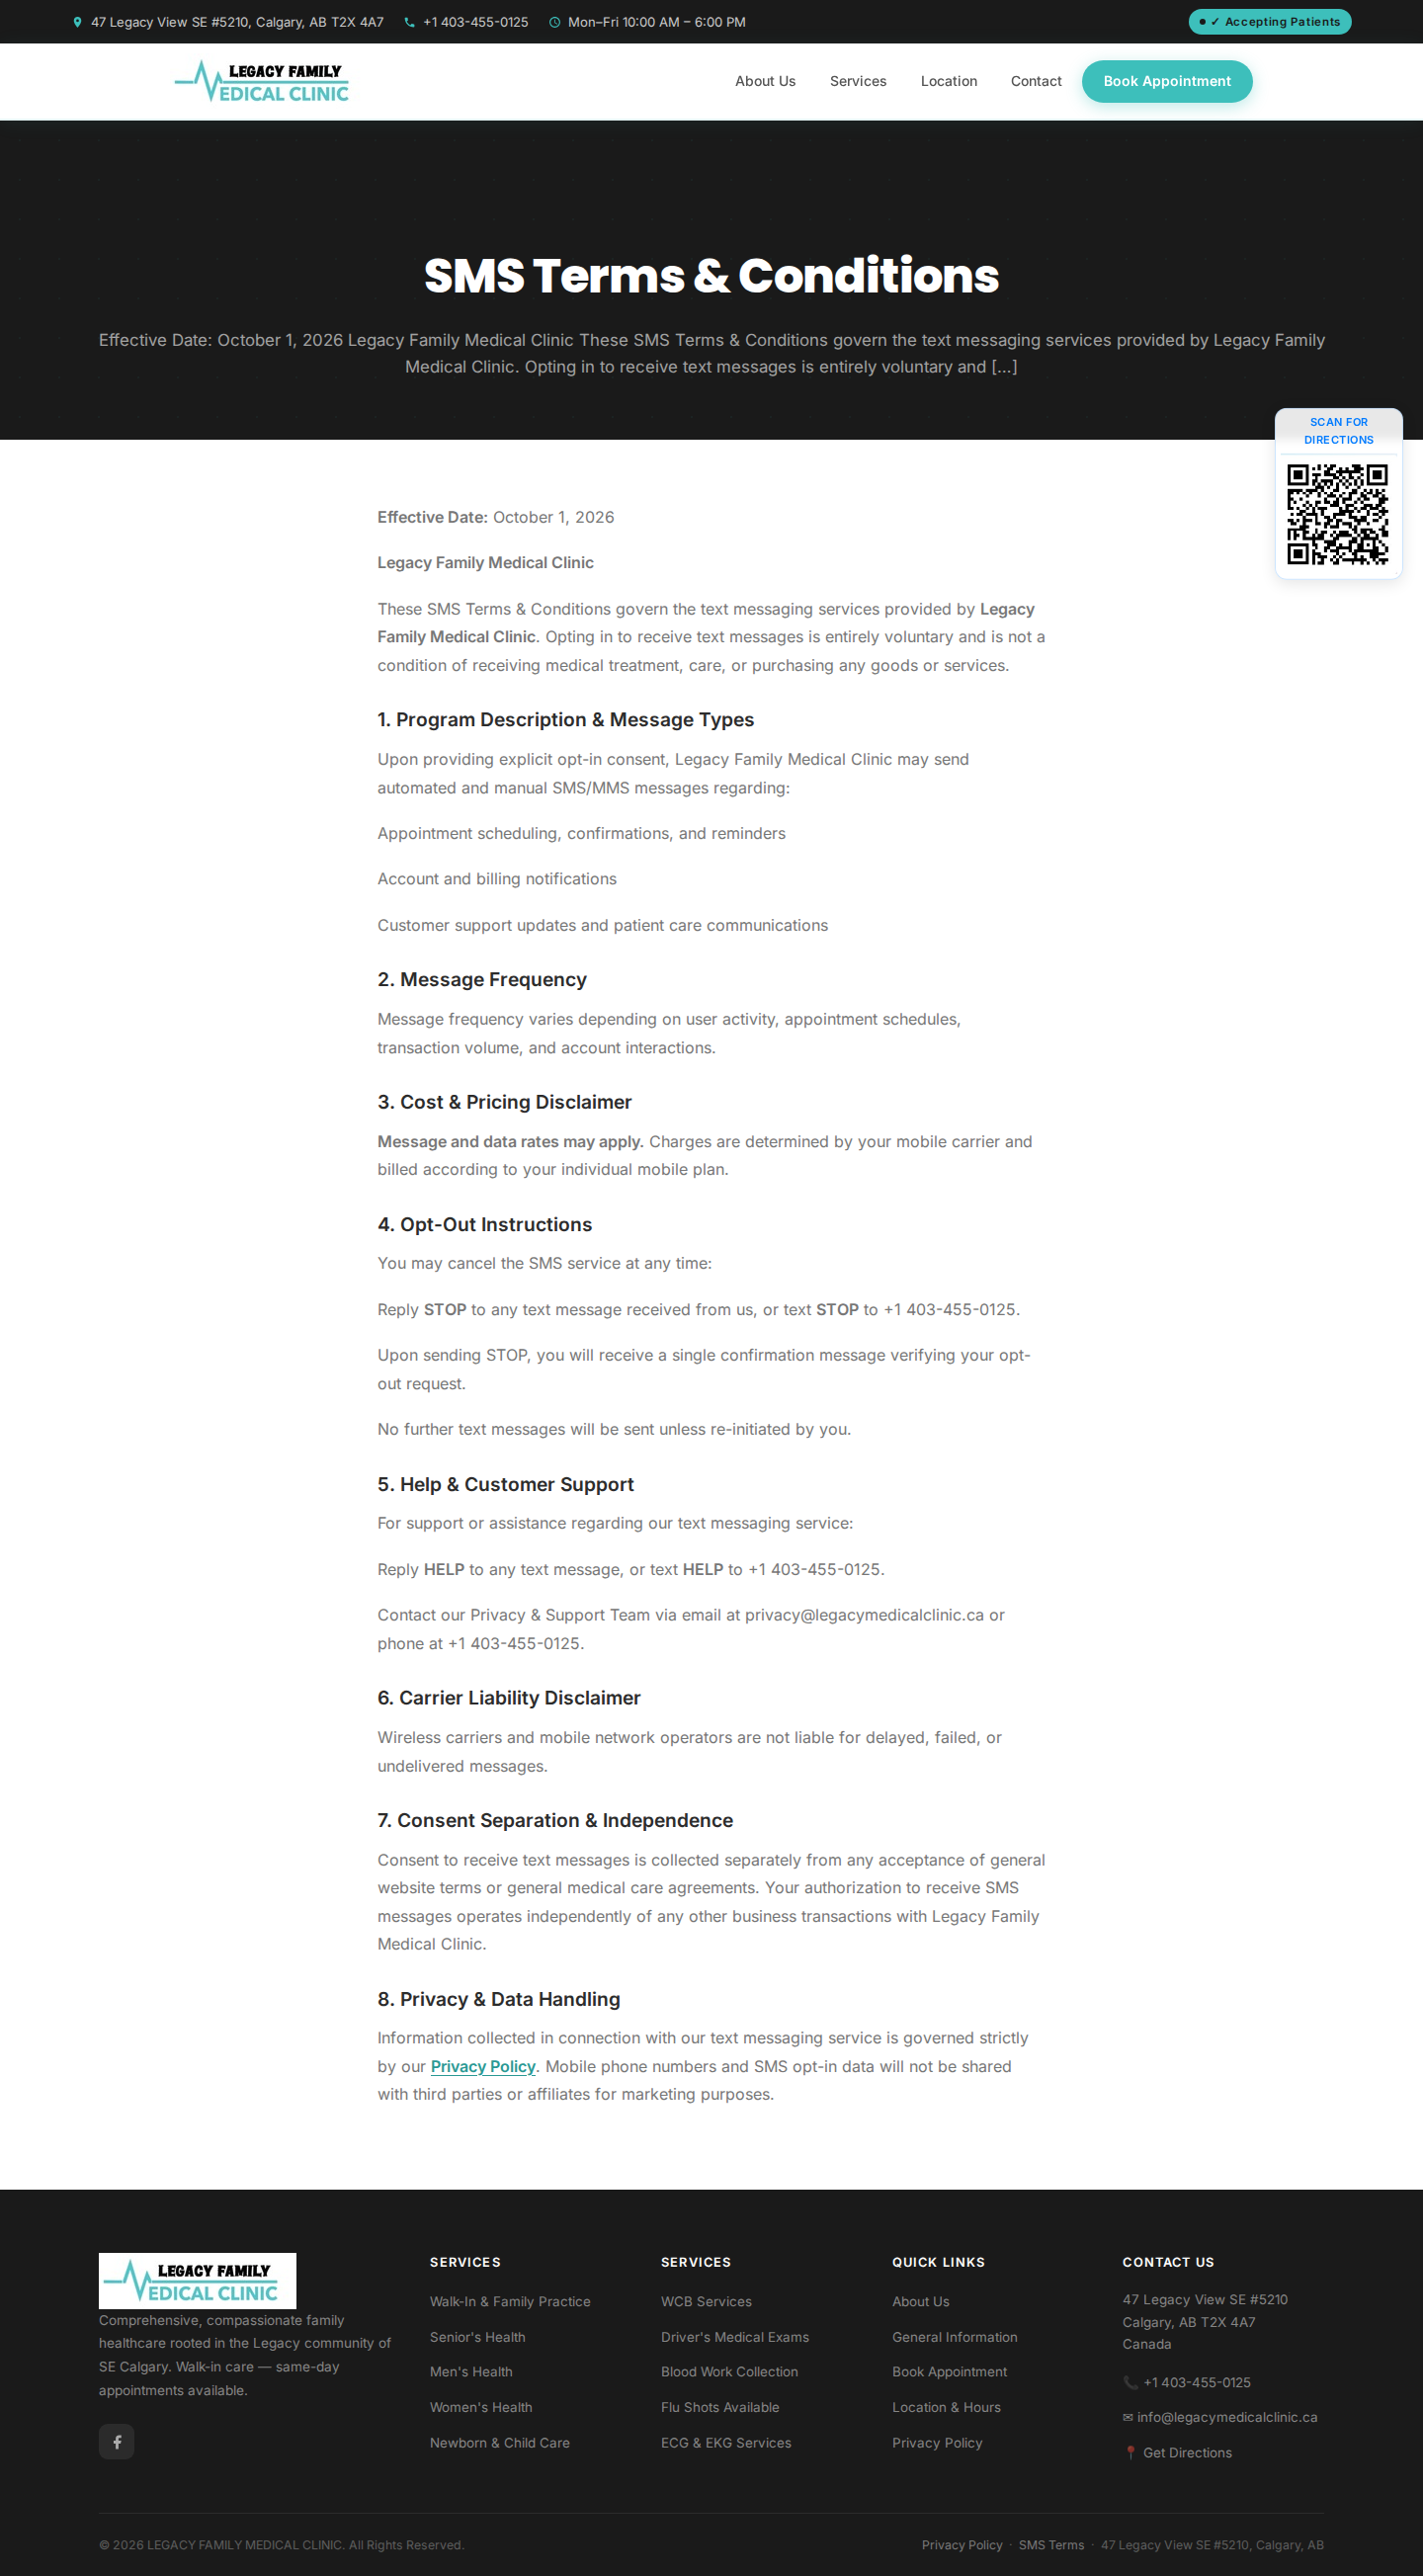 47 Legacy View SE #5210, Calgary, AB T2X 4A7 +1 403-455-0125 Mon–Fri 10:00 AM – 6:00 PM ● ✓ Accepting Patients
LEGACY FAMILY
EDICAL CLINIC
About Us Services Location Contact Book Appointment
SMS Terms & Conditions
Effective Date: October 1, 2026 Legacy Family Medical Clinic These SMS Terms & Conditions govern the text messaging services provided by Legacy Family
Medical Clinic. Opting in to receive text messages is entirely voluntary and [...]
SCAN FOR
DIRECTIONS
Effective Date: October 1, 2026
Legacy Family Medical Clinic
These SMS Terms & Conditions govern the text messaging services provided by Legacy
Family Medical Clinic. Opting in to receive text messages is entirely voluntary and is not a
condition of receiving medical treatment, care, or purchasing any goods or services.
1. Program Description & Message Types
Upon providing explicit opt-in consent, Legacy Family Medical Clinic may send
automated and manual SMS/MMS messages regarding:
Appointment scheduling, confirmations, and reminders
Account and billing notifications
Customer support updates and patient care communications
2. Message Frequency
Message frequency varies depending on user activity, appointment schedules,
transaction volume, and account interactions.
3. Cost & Pricing Disclaimer
Message and data rates may apply. Charges are determined by your mobile carrier and
billed according to your individual mobile plan.
4. Opt-Out Instructions
You may cancel the SMS service at any time:
Reply STOP to any text message received from us, or text STOP to +1 403-455-0125.
Upon sending STOP, you will receive a single confirmation message verifying your opt-
out request.
No further text messages will be sent unless re-initiated by you.
5. Help & Customer Support
For support or assistance regarding our text messaging service:
Reply HELP to any text message, or text HELP to +1 403-455-0125.
Contact our Privacy & Support Team via email at privacy@legacymedicalclinic.ca or
phone at +1 403-455-0125.
6. Carrier Liability Disclaimer
Wireless carriers and mobile network operators are not liable for delayed, failed, or
undelivered messages.
7. Consent Separation & Independence
Consent to receive text messages is collected separately from any acceptance of general
website terms or general medical care agreements. Your authorization to receive SMS
messages operates independently of any other business transactions with Legacy Family
Medical Clinic.
8. Privacy & Data Handling
Information collected in connection with our text messaging service is governed strictly
by our Privacy Policy. Mobile phone numbers and SMS opt-in data will not be shared
with third parties or affiliates for marketing purposes.
LEGACY FAMILY
EDICAL CLINIC
Comprehensive, compassionate family
healthcare rooted in the Legacy community of
SE Calgary. Walk-in care — same-day
appointments available.
SERVICES
Walk-In & Family Practice
Senior's Health
Men's Health
Women's Health
Newborn & Child Care
SERVICES
WCB Services
Driver's Medical Exams
Blood Work Collection
Flu Shots Available
ECG & EKG Services
QUICK LINKS
About Us
General Information
Book Appointment
Location & Hours
Privacy Policy
CONTACT US
47 Legacy View SE #5210
Calgary, AB T2X 4A7
Canada
📞 +1 403-455-0125
✉ info@legacymedicalclinic.ca
📍 Get Directions
© 2026 LEGACY FAMILY MEDICAL CLINIC. All Rights Reserved.
Privacy Policy · SMS Terms · 47 Legacy View SE #5210, Calgary, AB